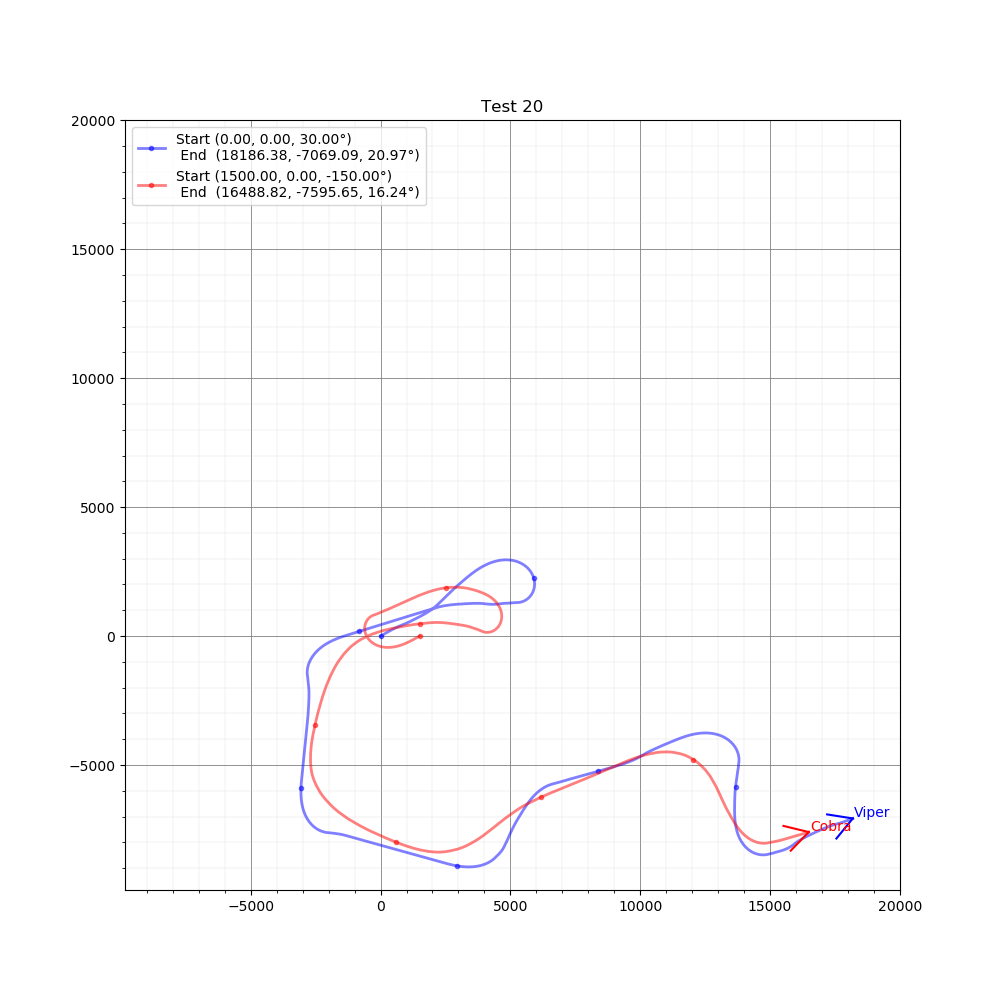 Test 20
Start (0.00, 0.00, 30.00°)
End (18186.38, -7069.09, 20.97°)
Start (1500.00, 0.00, -150.00°)
End (16488.82, -7595.65, 16.24°)
20000
15000
10000
5000
0
−5000
Viper
Cobra
−5000 0 5000 10000 15000 20000